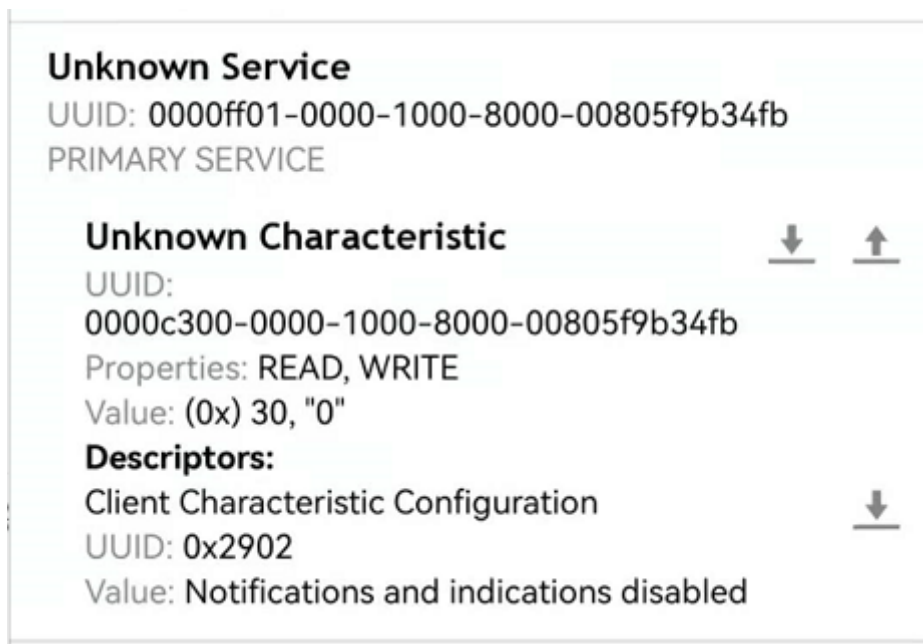 Unknown Service
UUID: 0000ff01-0000-1000-8000-00805f9b34fb
PRIMARY SERVICE
Unknown Characteristic
UUID:
0000c300-0000-1000-8000-00805f9b34fb
Properties: READ, WRITE
Value: (0x) 30, "0"
Descriptors:
Client Characteristic Configuration
UUID: 0x2902
Value: Notifications and indications disabled